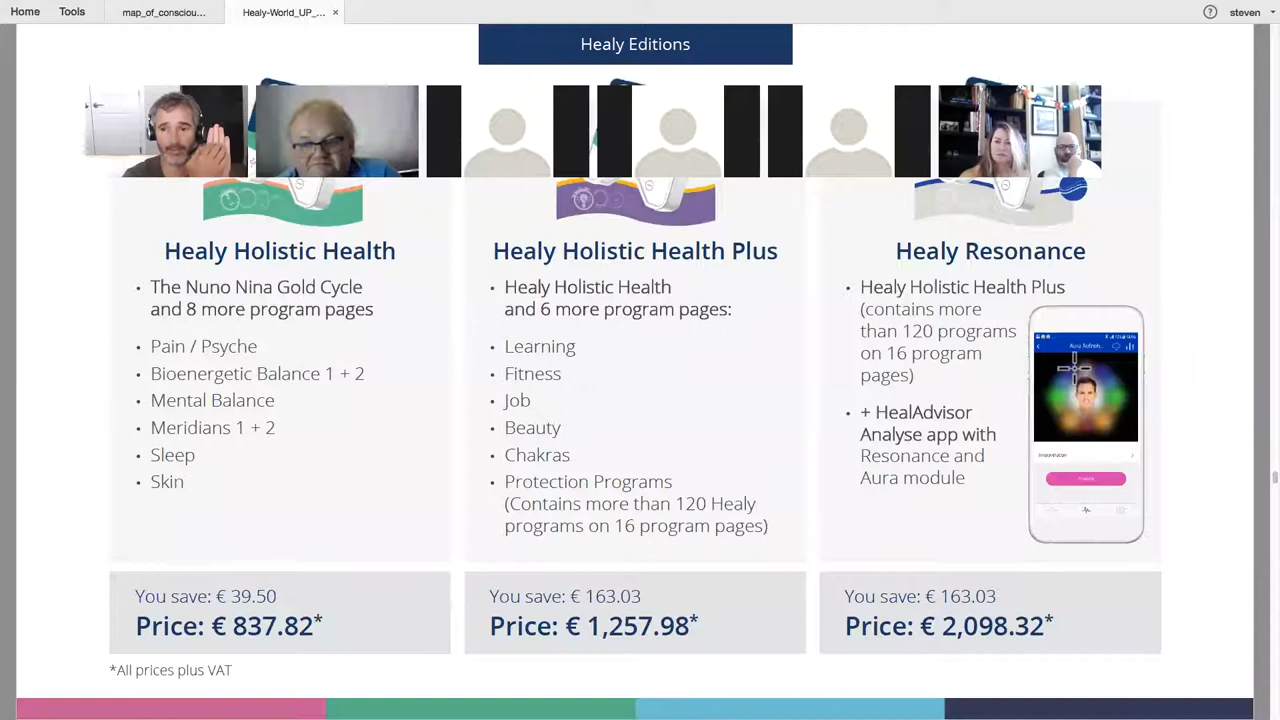 Home
Tools
map_of_consciou...
Healy-World_UP_...
×
?
steven
Healy Editions
Healy Holistic Health
• The Nuno Nina Gold Cycle
and 8 more program pages
• Pain / Psyche
• Bioenergetic Balance 1 + 2
• Mental Balance
• Meridians 1 + 2
• Sleep
• Skin
You save: € 39.50
Price: € 837.82*
Healy Holistic Health Plus
• Healy Holistic Health
and 6 more program pages:
• Learning
• Fitness
• Job
• Beauty
• Chakras
• Protection Programs
(Contains more than 120 Healy
programs on 16 program pages)
You save: € 163.03
Price: € 1,257.98*
Healy Resonance
• Healy Holistic Health Plus
(contains more
than 120 programs
on 16 program
pages)
• + HealAdvisor
Analyse app with
Resonance and
Aura module
You save: € 163.03
Price: € 2,098.32*
*All prices plus VAT